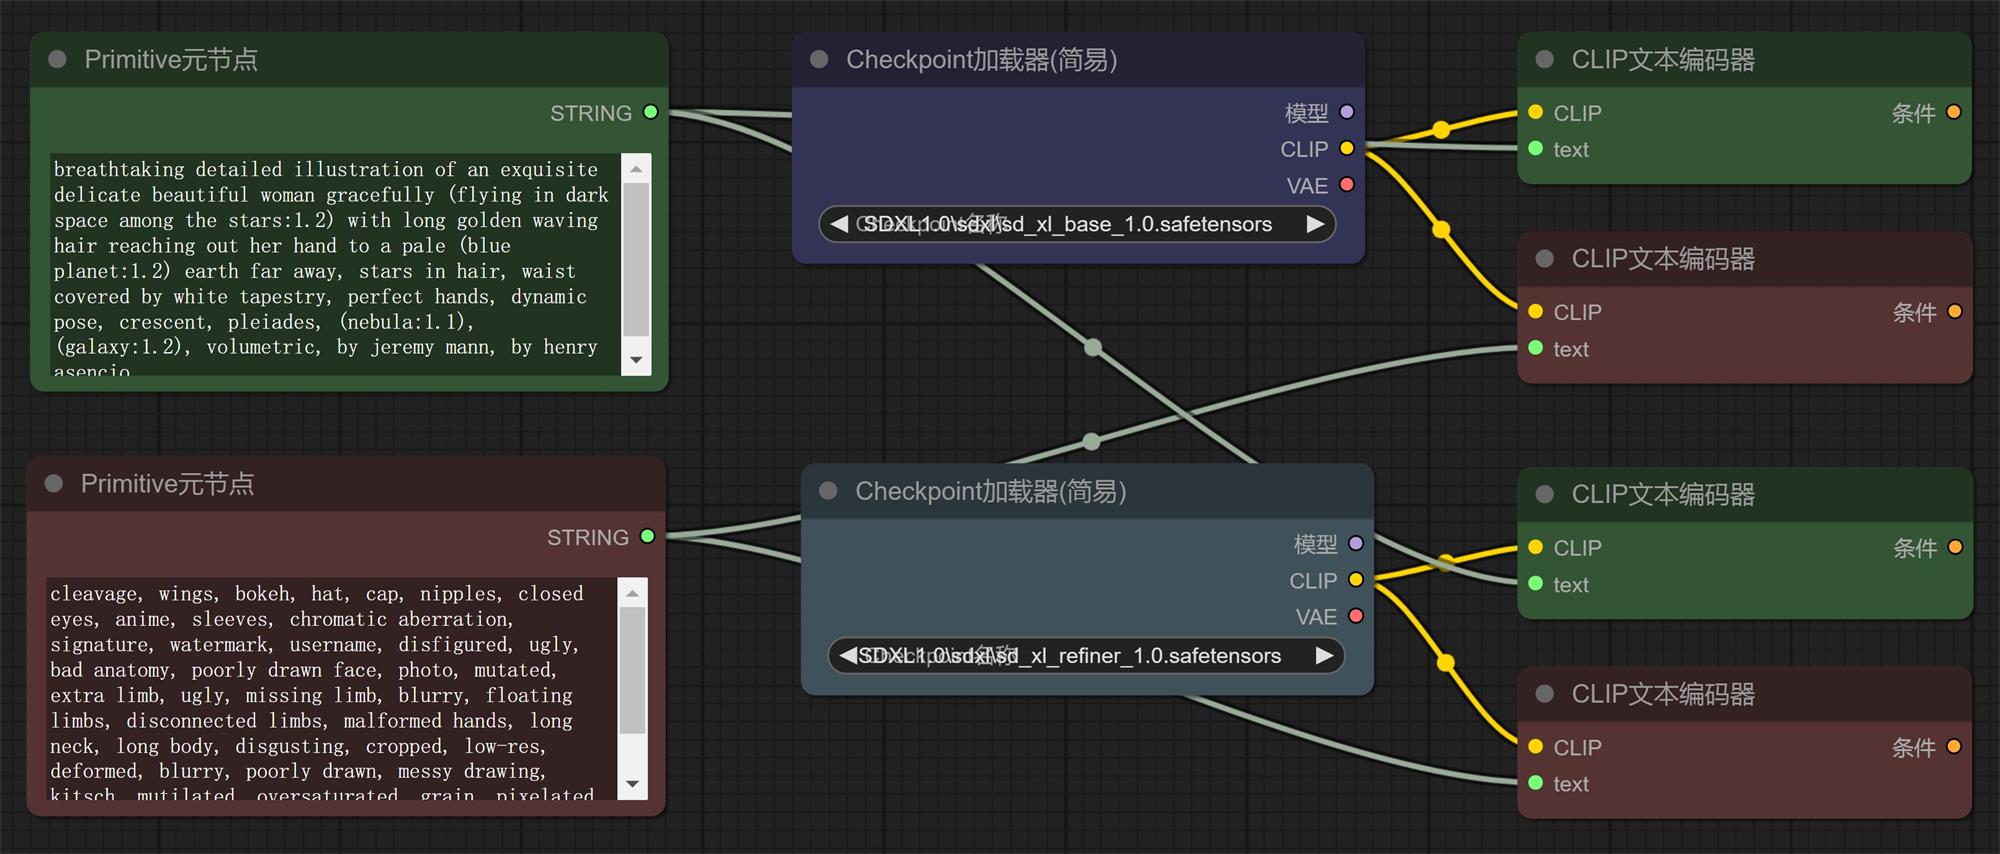 Primitive元节点
STRING
breathtaking detailed illustration of an exquisite
delicate beautiful woman gracefully (flying in dark
space among the stars:1.2) with long golden waving
hair reaching out her hand to a pale (blue
planet:1.2) earth far away, stars in hair, waist
covered by white tapestry, perfect hands, dynamic
pose, crescent, pleiades, (nebula:1.1),
(galaxy:1.2), volumetric, by jeremy mann, by henry
asencio
Primitive元节点
STRING
cleavage, wings, bokeh, hat, cap, nipples, closed
eyes, anime, sleeves, chromatic aberration,
signature, watermark, username, disfigured, ugly,
bad anatomy, poorly drawn face, photo, mutated,
extra limb, ugly, missing limb, blurry, floating
limbs, disconnected limbs, malformed hands, long
neck, long body, disgusting, cropped, low-res,
deformed, blurry, poorly drawn, messy drawing,
kitsch, mutilated, oversaturated, grain, pixelated
Checkpoint加载器(简易)
模型
CLIP
VAE
SDXL1.0\sdxl\sd_xl_base_1.0.safetensors
Checkpoint加载器(简易)
模型
CLIP
VAE
SDXL1.0\sdxl\sd_xl_refiner_1.0.safetensors
CLIP文本编码器
CLIP 条件
text
CLIP文本编码器
CLIP 条件
text
CLIP文本编码器
CLIP 条件
text
CLIP文本编码器
CLIP 条件
text